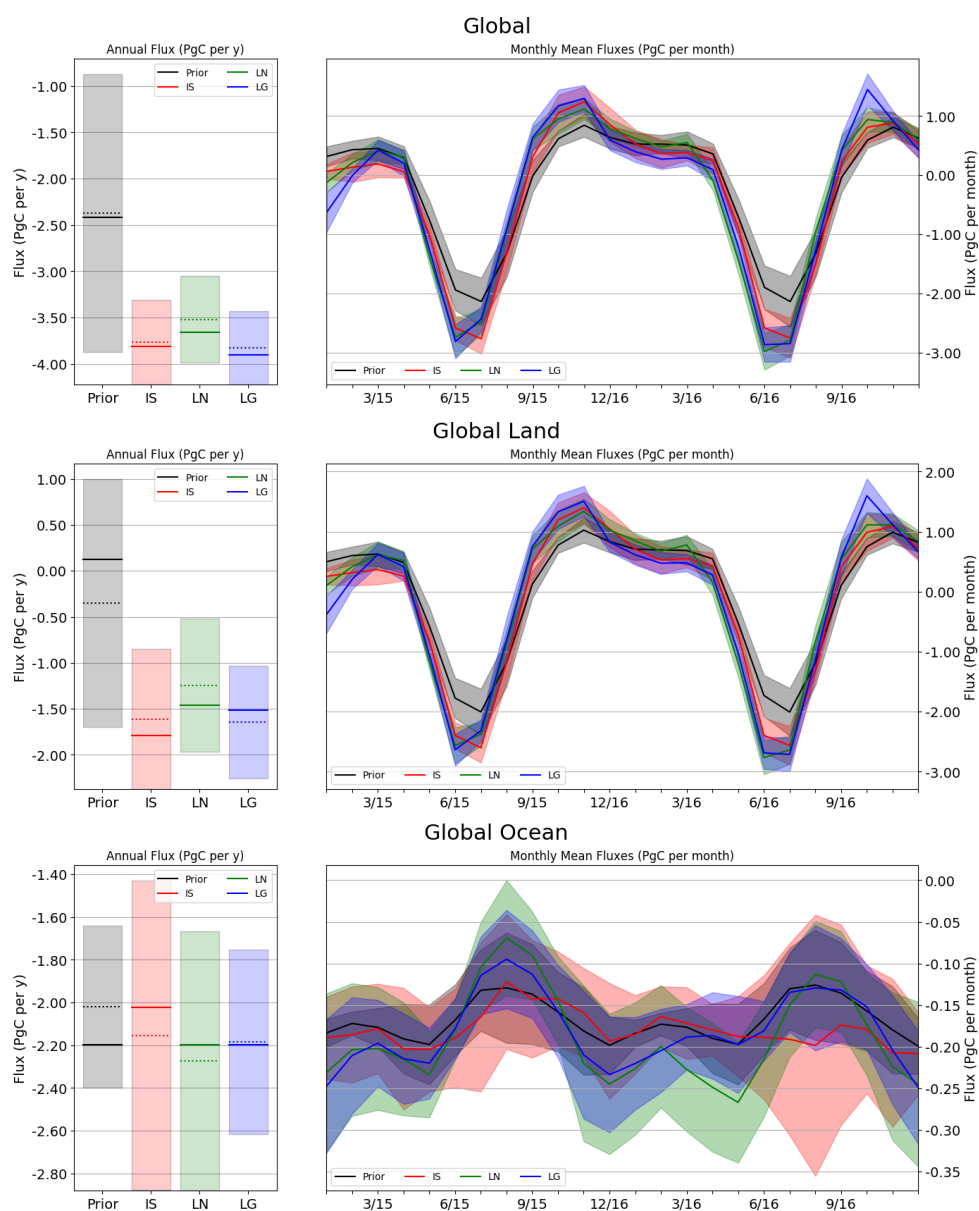 Global
Annual Flux (PgC per y)
Monthly Mean Fluxes (PgC per month)
Flux (PgC per y)
-1.00
-1.50
-2.00
-2.50
-3.00
-3.50
-4.00
Prior LN
IS LG
Prior IS LN LG
1.00
0.00
-1.00
-2.00
-3.00
Flux (PgC per month)
Prior IS LN LG
3/15 6/15 9/15 12/16 3/16 6/16 9/16
Global Land
Annual Flux (PgC per y)
Monthly Mean Fluxes (PgC per month)
Flux (PgC per y)
1.00
0.50
0.00
-0.50
-1.00
-1.50
-2.00
Prior LN
IS LG
Prior IS LN LG
2.00
1.00
0.00
-1.00
-2.00
-3.00
Flux (PgC per month)
Prior IS LN LG
3/15 6/15 9/15 12/16 3/16 6/16 9/16
Global Ocean
Annual Flux (PgC per y)
Monthly Mean Fluxes (PgC per month)
Flux (PgC per y)
-1.40
-1.60
-1.80
-2.00
-2.20
-2.40
-2.60
-2.80
Prior LN
IS LG
Prior IS LN LG
0.00
-0.05
-0.10
-0.15
-0.20
-0.25
-0.30
-0.35
Flux (PgC per month)
Prior IS LN LG
3/15 6/15 9/15 12/16 3/16 6/16 9/16